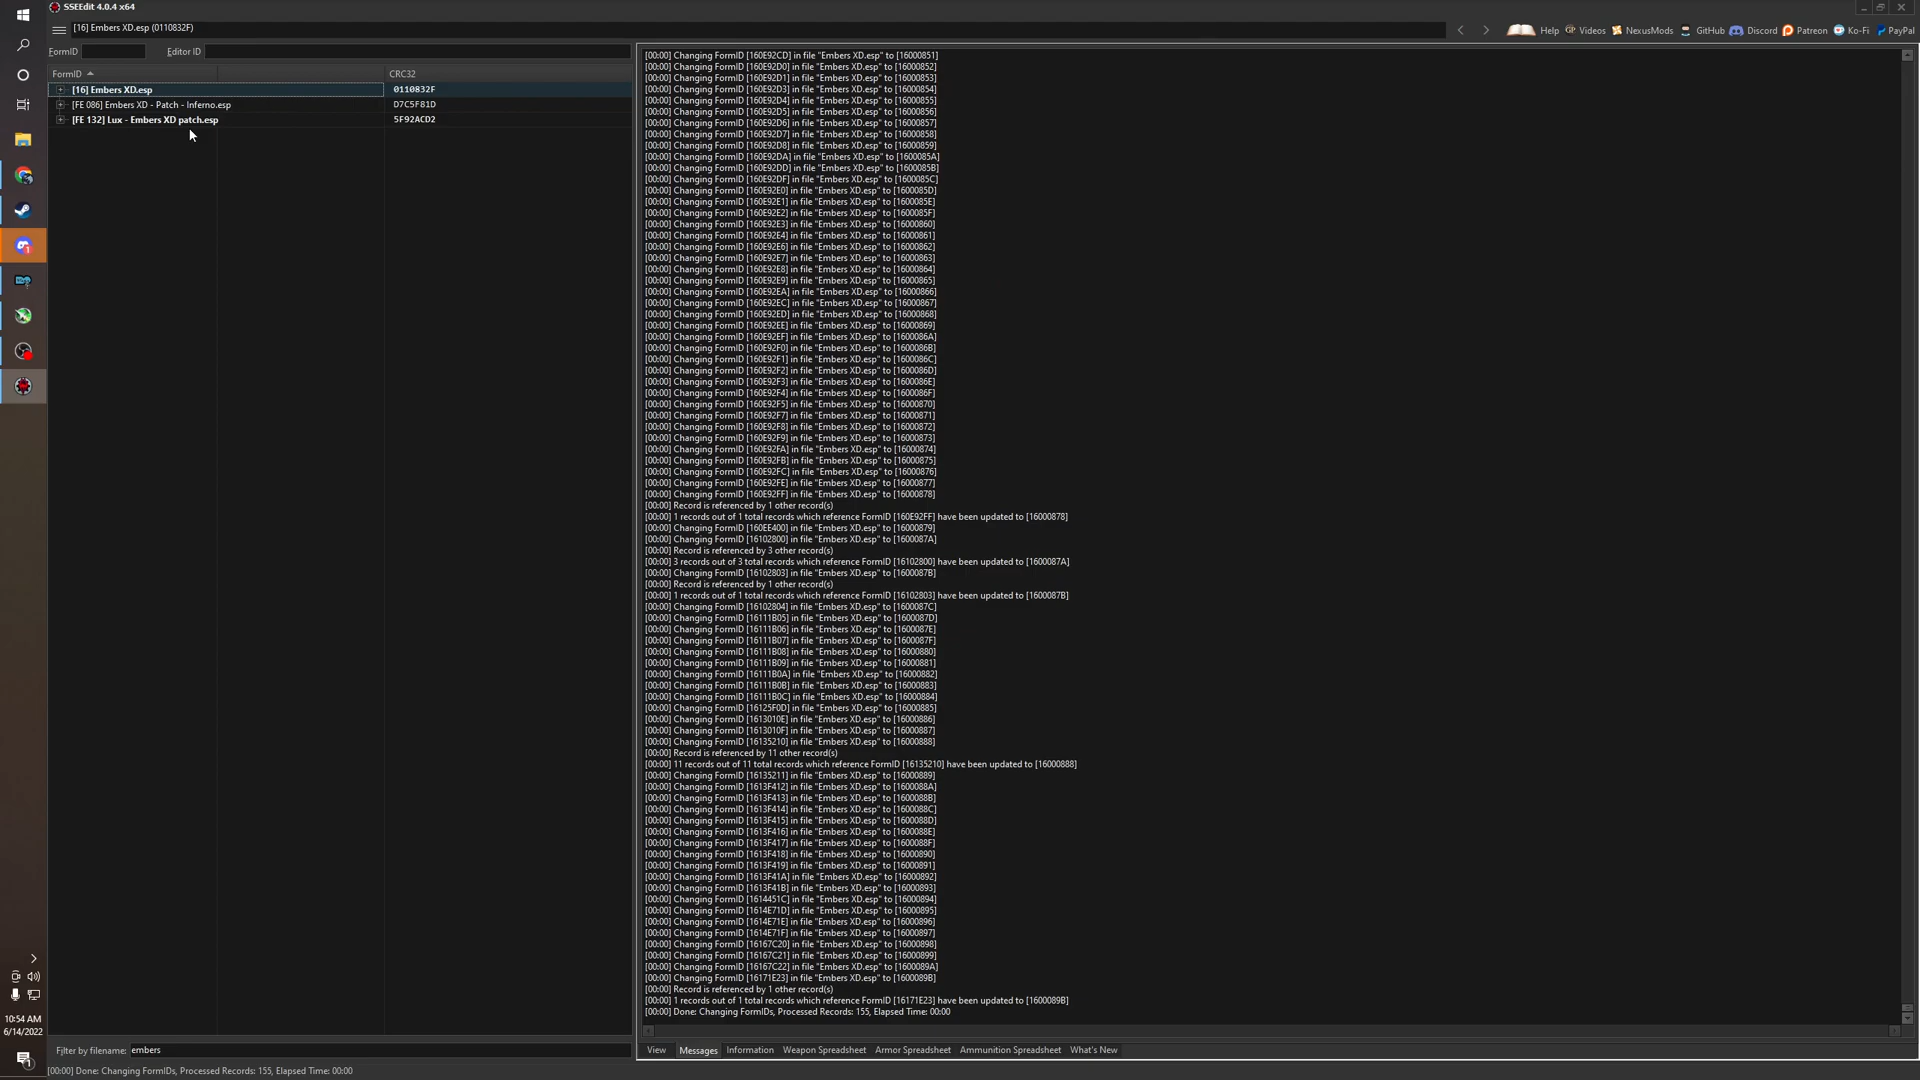 SSEEdit 4.0.4 x64
[16] Embers XD.esp (0110832F)
Help
Videos
NexusMods
GitHub
Discord
Patreon
Ko-Fi
PayPal
FormID
Editor ID
FormID
CRC32
[16] Embers XD.esp
0110832F
[FE 086] Embers XD - Patch - Inferno.esp
D7C5F81D
[FE 132] Lux - Embers XD patch.esp
5F92ACD2
[00:00] Changing FormID [160E92CD] in file "Embers XD.esp" to [16000851]
[00:00] Changing FormID [160E92D0] in file "Embers XD.esp" to [16000852]
[00:00] Changing FormID [160E92D1] in file "Embers XD.esp" to [16000853]
[00:00] Changing FormID [160E92D3] in file "Embers XD.esp" to [16000854]
[00:00] Changing FormID [160E92D4] in file "Embers XD.esp" to [16000855]
[00:00] Changing FormID [160E92D5] in file "Embers XD.esp" to [16000856]
[00:00] Changing FormID [160E92D6] in file "Embers XD.esp" to [16000857]
[00:00] Changing FormID [160E92D7] in file "Embers XD.esp" to [16000858]
[00:00] Changing FormID [160E92D8] in file "Embers XD.esp" to [16000859]
[00:00] Changing FormID [160E92DA] in file "Embers XD.esp" to [1600085A]
[00:00] Changing FormID [160E92DD] in file "Embers XD.esp" to [1600085B]
[00:00] Changing FormID [160E92DF] in file "Embers XD.esp" to [1600085C]
[00:00] Changing FormID [160E92E0] in file "Embers XD.esp" to [1600085D]
[00:00] Changing FormID [160E92E1] in file "Embers XD.esp" to [1600085E]
[00:00] Changing FormID [160E92E2] in file "Embers XD.esp" to [1600085F]
[00:00] Changing FormID [160E92E3] in file "Embers XD.esp" to [16000860]
[00:00] Changing FormID [160E92E4] in file "Embers XD.esp" to [16000861]
[00:00] Changing FormID [160E92E6] in file "Embers XD.esp" to [16000862]
[00:00] Changing FormID [160E92E7] in file "Embers XD.esp" to [16000863]
[00:00] Changing FormID [160E92E8] in file "Embers XD.esp" to [16000864]
[00:00] Changing FormID [160E92E9] in file "Embers XD.esp" to [16000865]
[00:00] Changing FormID [160E92EA] in file "Embers XD.esp" to [16000866]
[00:00] Changing FormID [160E92EC] in file "Embers XD.esp" to [16000867]
[00:00] Changing FormID [160E92ED] in file "Embers XD.esp" to [16000868]
[00:00] Changing FormID [160E92EE] in file "Embers XD.esp" to [16000869]
[00:00] Changing FormID [160E92EF] in file "Embers XD.esp" to [1600086A]
[00:00] Changing FormID [160E92F0] in file "Embers XD.esp" to [1600086B]
[00:00] Changing FormID [160E92F1] in file "Embers XD.esp" to [1600086C]
[00:00] Changing FormID [160E92F2] in file "Embers XD.esp" to [1600086D]
[00:00] Changing FormID [160E92F3] in file "Embers XD.esp" to [1600086E]
[00:00] Changing FormID [160E92F4] in file "Embers XD.esp" to [1600086F]
[00:00] Changing FormID [160E92F5] in file "Embers XD.esp" to [16000870]
[00:00] Changing FormID [160E92F7] in file "Embers XD.esp" to [16000871]
[00:00] Changing FormID [160E92F8] in file "Embers XD.esp" to [16000872]
[00:00] Changing FormID [160E92F9] in file "Embers XD.esp" to [16000873]
[00:00] Changing FormID [160E92FA] in file "Embers XD.esp" to [16000874]
[00:00] Changing FormID [160E92FB] in file "Embers XD.esp" to [16000875]
[00:00] Changing FormID [160E92FC] in file "Embers XD.esp" to [16000876]
[00:00] Changing FormID [160E92FE] in file "Embers XD.esp" to [16000877]
[00:00] Changing FormID [160E92FF] in file "Embers XD.esp" to [16000878]
[00:00] Record is referenced by 1 other record(s)
[00:00] 1 records out of 1 total records which reference FormID [160E92FF] have been updated to [16000878]
[00:00] Changing FormID [160EE400] in file "Embers XD.esp" to [16000879]
[00:00] Changing FormID [16102800] in file "Embers XD.esp" to [1600087A]
[00:00] Record is referenced by 3 other record(s)
[00:00] 3 records out of 3 total records which reference FormID [16102800] have been updated to [1600087A]
[00:00] Changing FormID [16102803] in file "Embers XD.esp" to [1600087B]
[00:00] Record is referenced by 1 other record(s)
[00:00] 1 records out of 1 total records which reference FormID [16102803] have been updated to [1600087B]
[00:00] Changing FormID [16102804] in file "Embers XD.esp" to [1600087C]
[00:00] Changing FormID [16111B05] in file "Embers XD.esp" to [1600087D]
[00:00] Changing FormID [16111B06] in file "Embers XD.esp" to [1600087E]
[00:00] Changing FormID [16111B07] in file "Embers XD.esp" to [1600087F]
[00:00] Changing FormID [16111B08] in file "Embers XD.esp" to [16000880]
[00:00] Changing FormID [16111B09] in file "Embers XD.esp" to [16000881]
[00:00] Changing FormID [16111B0A] in file "Embers XD.esp" to [16000882]
[00:00] Changing FormID [16111B0B] in file "Embers XD.esp" to [16000883]
[00:00] Changing FormID [16111B0C] in file "Embers XD.esp" to [16000884]
[00:00] Changing FormID [16125F0D] in file "Embers XD.esp" to [16000885]
[00:00] Changing FormID [1613010E] in file "Embers XD.esp" to [16000886]
[00:00] Changing FormID [1613010F] in file "Embers XD.esp" to [16000887]
[00:00] Changing FormID [16135210] in file "Embers XD.esp" to [16000888]
[00:00] Record is referenced by 11 other record(s)
[00:00] 11 records out of 11 total records which reference FormID [16135210] have been updated to [16000888]
[00:00] Changing FormID [16135211] in file "Embers XD.esp" to [16000889]
[00:00] Changing FormID [1613F412] in file "Embers XD.esp" to [1600088A]
[00:00] Changing FormID [1613F413] in file "Embers XD.esp" to [1600088B]
[00:00] Changing FormID [1613F414] in file "Embers XD.esp" to [1600088C]
[00:00] Changing FormID [1613F415] in file "Embers XD.esp" to [1600088D]
[00:00] Changing FormID [1613F416] in file "Embers XD.esp" to [1600088E]
[00:00] Changing FormID [1613F417] in file "Embers XD.esp" to [1600088F]
[00:00] Changing FormID [1613F418] in file "Embers XD.esp" to [16000890]
[00:00] Changing FormID [1613F419] in file "Embers XD.esp" to [16000891]
[00:00] Changing FormID [1613F41A] in file "Embers XD.esp" to [16000892]
[00:00] Changing FormID [1613F41B] in file "Embers XD.esp" to [16000893]
[00:00] Changing FormID [1614451C] in file "Embers XD.esp" to [16000894]
[00:00] Changing FormID [1614E71D] in file "Embers XD.esp" to [16000895]
[00:00] Changing FormID [1614E71E] in file "Embers XD.esp" to [16000896]
[00:00] Changing FormID [1614E71F] in file "Embers XD.esp" to [16000897]
[00:00] Changing FormID [16167C20] in file "Embers XD.esp" to [16000898]
[00:00] Changing FormID [16167C21] in file "Embers XD.esp" to [16000899]
[00:00] Changing FormID [16167C22] in file "Embers XD.esp" to [1600089A]
[00:00] Changing FormID [16171E23] in file "Embers XD.esp" to [1600089B]
[00:00] Record is referenced by 1 other record(s)
[00:00] 1 records out of 1 total records which reference FormID [16171E23] have been updated to [1600089B]
[00:00] Done: Changing FormIDs, Processed Records: 155, Elapsed Time: 00:00
10:54 AM
6/14/2022
1
Filter by filename: embers
View
Messages
Information
Weapon Spreadsheet
Armor Spreadsheet
Ammunition Spreadsheet
What's New
[00:00] Done: Changing FormIDs, Processed Records: 155, Elapsed Time: 00:00